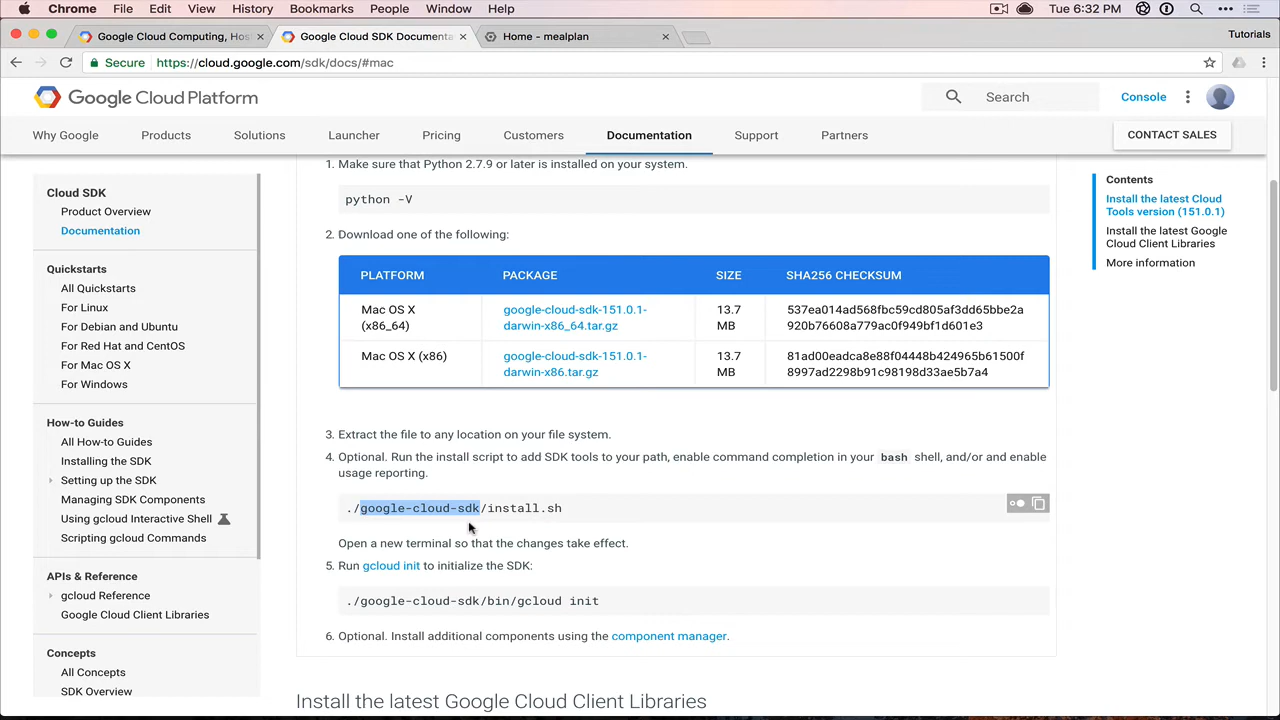 Chrome File Edit View History Bookmarks People Window Help Tue 6:32 PM
Google Cloud Computing, Hos
Google Cloud SDK Documenta
Home - mealplan
Tutorials
Secure https://cloud.google.com/sdk/docs/#mac
Google Cloud Platform
Search
Console
Why Google
Products
Solutions
Launcher
Pricing
Customers
Documentation
Support
Partners
CONTACT SALES
Cloud SDK
Product Overview
Documentation
Quickstarts
All Quickstarts
For Linux
For Debian and Ubuntu
For Red Hat and CentOS
For Mac OS X
For Windows
How-to Guides
All How-to Guides
Installing the SDK
Setting up the SDK
Managing SDK Components
Using gcloud Interactive Shell
Scripting gcloud Commands
APIs & Reference
gcloud Reference
Google Cloud Client Libraries
Concepts
All Concepts
SDK Overview
1. Make sure that Python 2.7.9 or later is installed on your system.
python -V
2. Download one of the following:
PLATFORM PACKAGE SIZE SHA256 CHECKSUM
Mac OS X google-cloud-sdk-151.0.1- 13.7 537ea014ad568fbc59cd805af3dd65bbe2a
(x86_64) darwin-x86_64.tar.gz MB 920b76608a779ac0f949bf1d601e3
Mac OS X (x86) google-cloud-sdk-151.0.1- 13.7 81ad00eadca8e88f04448b424965b61500f
darwin-x86.tar.gz MB 8997ad2298b91c98198d33ae5b7a4
3. Extract the file to any location on your file system.
4. Optional. Run the install script to add SDK tools to your path, enable command completion in your bash shell, and/or and enable
usage reporting.
./google-cloud-sdk/install.sh
Open a new terminal so that the changes take effect.
5. Run gcloud init to initialize the SDK:
./google-cloud-sdk/bin/gcloud init
6. Optional. Install additional components using the component manager.
Install the latest Google Cloud Client Libraries
Contents
Install the latest Cloud
Tools version (151.0.1)
Install the latest Google
Cloud Client Libraries
More information